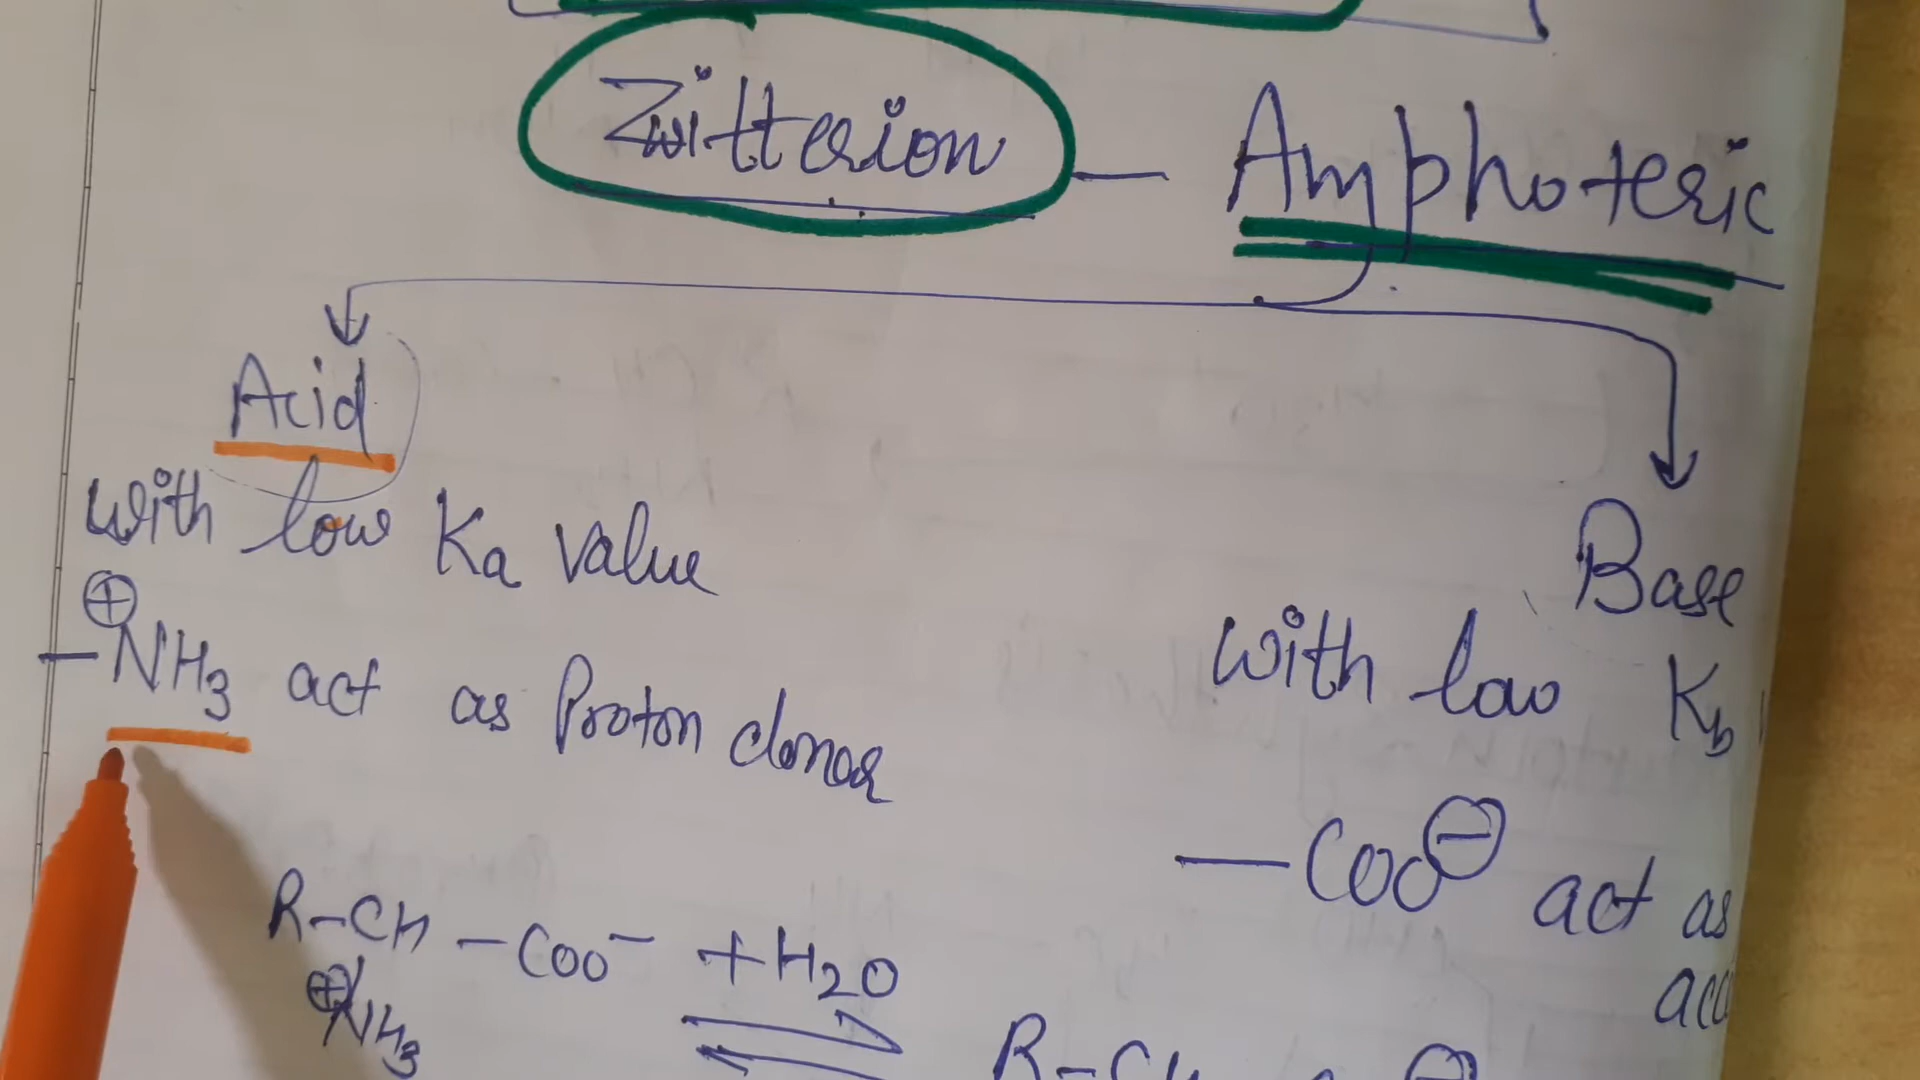 Zwitterion — Amphoteric
Acid
with low Ka value
⊕
—NH3 act as Proton donor
Base
with low Kb
—COO⊖ act as
R-CH-COO⁻ + H2O ⇌
⊕NH3
R-CH